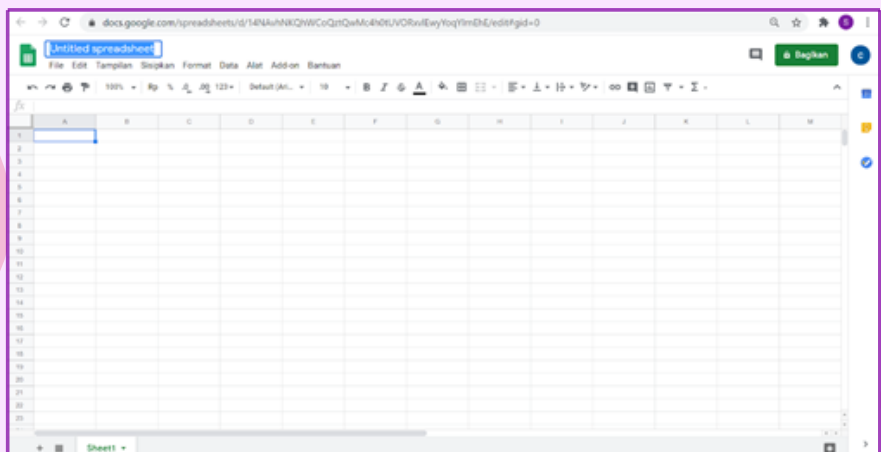 docs.google.com/spreadsheets/d/14NAvhNKQhWCoQztQwMc4h0tUVORxvlEwyYoqYlmEhE/edit#gid=0
Untitled spreadsheet
Bagikan
C
S
File Edit Tampilan Sisipkan Format Data Alat Add-on Bantuan
100% Rp % .0 .00 123 Default (Ari... 10 B I S A
fx
A B C D E F G H I J K L M
1
2
3
4
5
6
7
8
9
10
11
12
13
14
15
16
17
18
19
20
21
22
23
Sheet1